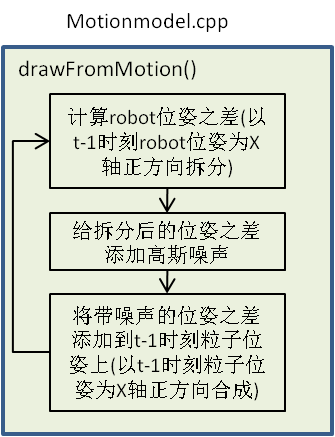 Motionmodel.cpp
drawFromMotion()
计算robot位姿之差(以
t-1时刻robot位姿为X
轴正方向拆分)
给拆分后的位姿之差
添加高斯噪声
将带噪声的位姿之差
添加到t-1时刻粒子位
姿上(以t-1时刻粒子位
姿为X轴正方向合成)